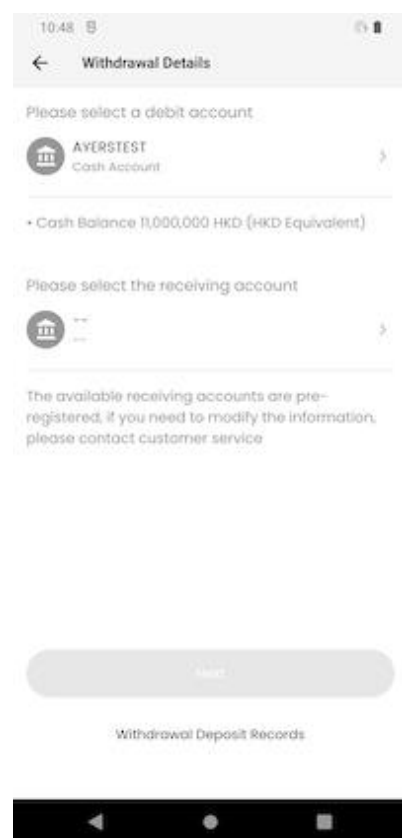 10:48
Withdrawal Details
Please select a debit account
AYERSTEST
Cash Account
• Cash Balance 11,000,000 HKD (HKD Equivalent)
Please select the receiving account
--
--
The available receiving accounts are pre-
registered, if you need to modify the information,
please contact customer service
Next
Withdrawal Deposit Records